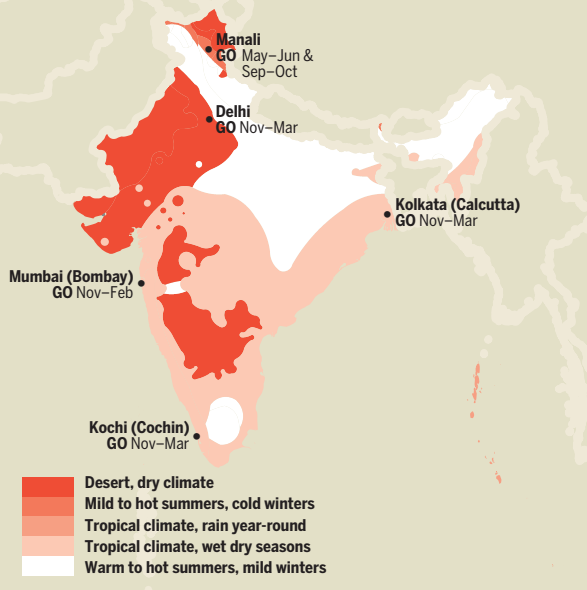 Manali
GO May–Jun &
Sep–Oct
Delhi
GO Nov–Mar
Kolkata (Calcutta)
GO Nov–Mar
Mumbai (Bombay)
GO Nov–Feb
Kochi (Cochin)
GO Nov–Mar
Desert, dry climate
Mild to hot summers, cold winters
Tropical climate, rain year-round
Tropical climate, wet dry seasons
Warm to hot summers, mild winters